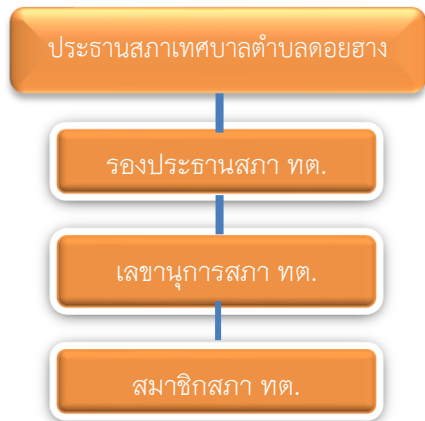 ประธานสภาเทศบาลตำบลดอยฮาง
รองประธานสภา ทต.
เลขานุการสภา ทต.
สมาชิกสภา ทต.